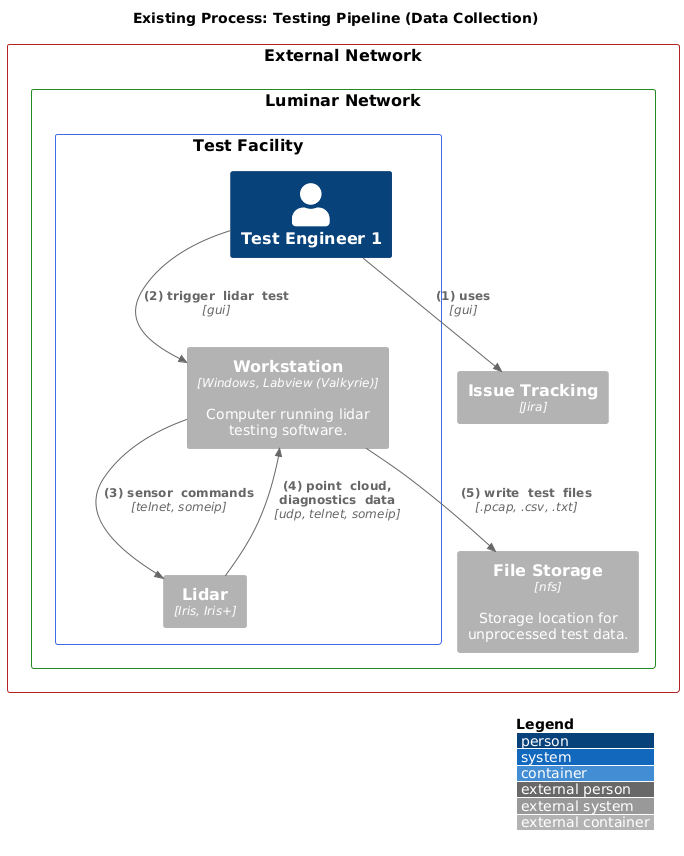 Existing Process: Testing Pipeline (Data Collection)
External Network
Luminar Network
Test Facility
Test Engineer 1
(2) trigger lidar test
[gui]
(1) uses
[gui]
Workstation
[Windows, Labview (Valkyrie)]
Computer running lidar
testing software.
Issue Tracking
[Jira]
(3) sensor commands
[telnet, someip]
(4) point cloud,
diagnostics data
[udp, telnet, someip]
(5) write test files
[.pcap, .csv, .txt]
Lidar
[Iris, Iris+]
File Storage
[nfs]
Storage location for
unprocessed test data.
Legend
person
system
container
external person
external system
external container